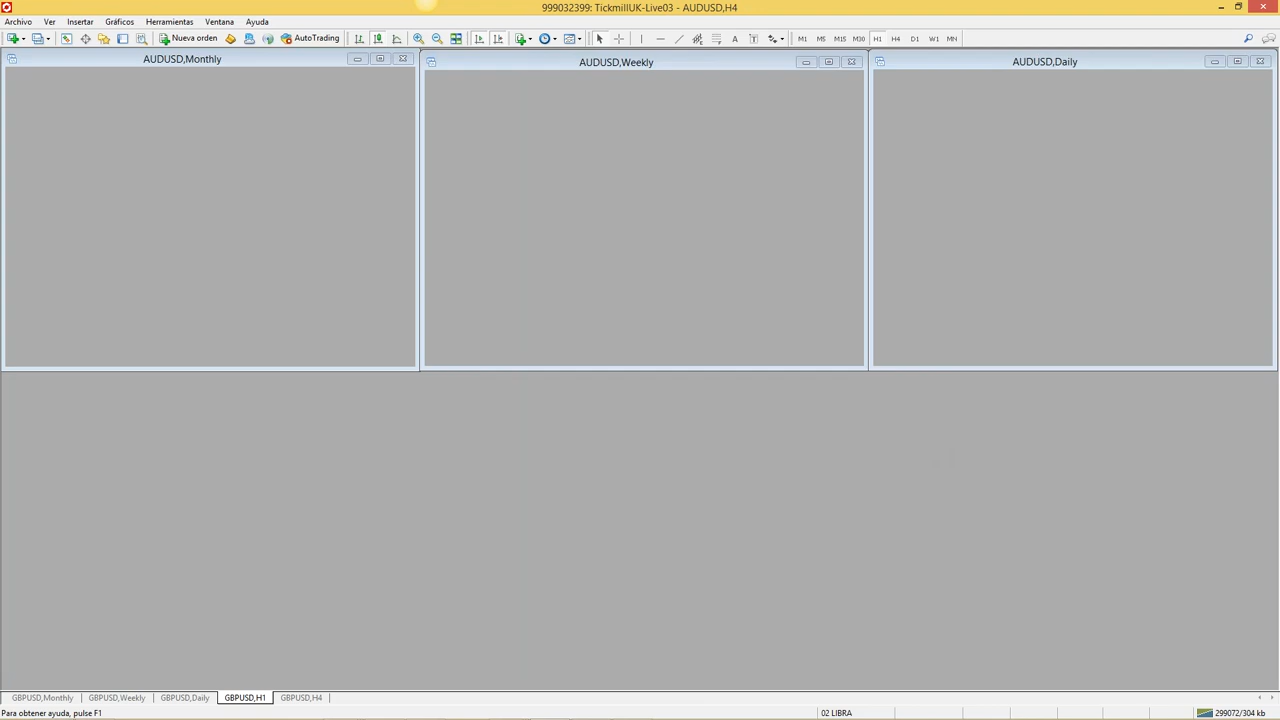 999032399: TickmillUK-Live03 - AUDUSD,H4
Archivo Ver Insertar Gráficos Herramientas Ventana Ayuda
Nueva orden AutoTrading A T M1 M5 M15 M30 H1 H4 D1 W1 MN
AUDUSD,Monthly AUDUSD,Weekly AUDUSD,Daily
GBPUSD,Monthly GBPUSD,Weekly GBPUSD,Daily GBPUSD,H1 GBPUSD,H4
Para obtener ayuda, pulse F1 02 LIBRA 299072/304 kb